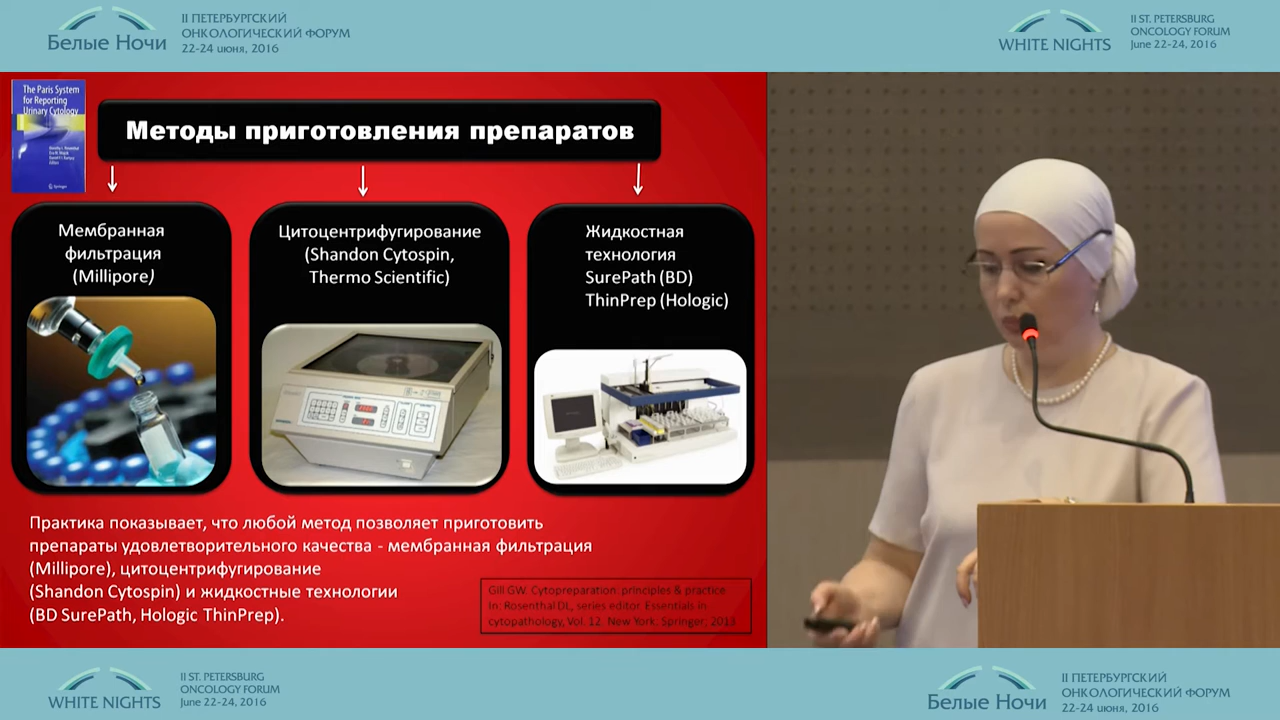 Белые Ночи
II ПЕТЕРБУРГСКИЙ
ОНКОЛОГИЧЕСКИЙ ФОРУМ
22-24 июня, 2016
WHITE NIGHTS
II ST. PETERSBURG
ONCOLOGY FORUM
June 22-24, 2016
The Paris System
for Reporting
Urinary Cytology
Springer
Методы приготовления препаратов
Мембранная
фильтрация
(Millipore)
Цитоцентрифугирование
(Shandon Cytospin,
Thermo Scientific)
Жидкостная
технология
SurePath (BD)
ThinPrep (Hologic)
Практика показывает, что любой метод позволяет приготовить
препараты удовлетворительного качества - мембранная фильтрация
(Millipore), цитоцентрифугирование
(Shandon Cytospin) и жидкостные технологии
(BD SurePath, Hologic ThinPrep).
Gill GW. Cytopreparation: principles & practice
In: Rosenthal DL, series editor. Essentials in
cytopathology, Vol. 12. New York: Springer; 2013
WHITE NIGHTS
II ST. PETERSBURG
ONCOLOGY FORUM
June 22-24, 2016
Белые Ночи
II ПЕТЕРБУРГСКИЙ
ОНКОЛОГИЧЕСКИЙ ФОРУМ
22-24 июня, 2016